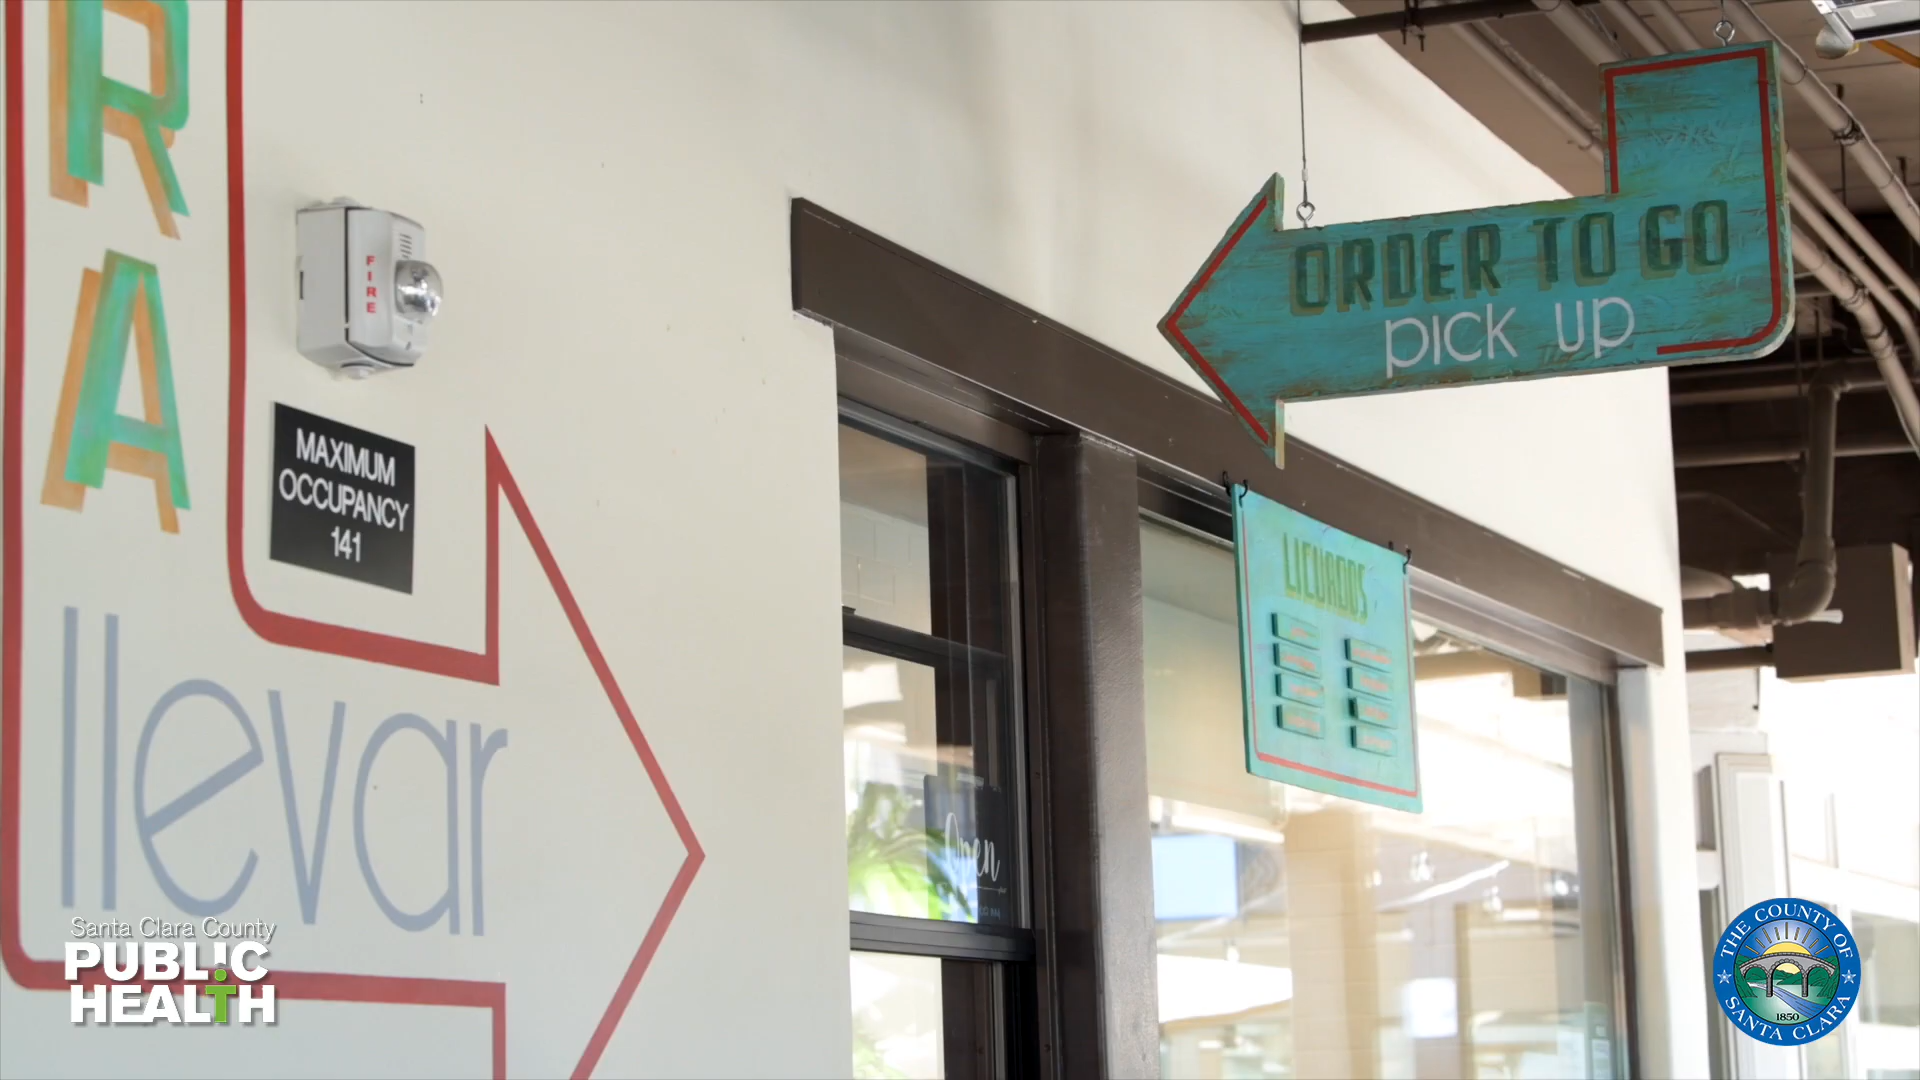 RA
llevar
FIRE
MAXIMUM
OCCUPANCY
141
ORDER TO GO
pick up
LICUADOS
Open
Santa Clara County
PUBLIC
HEALTH
THE COUNTY OF
SANTA CLARA
1850